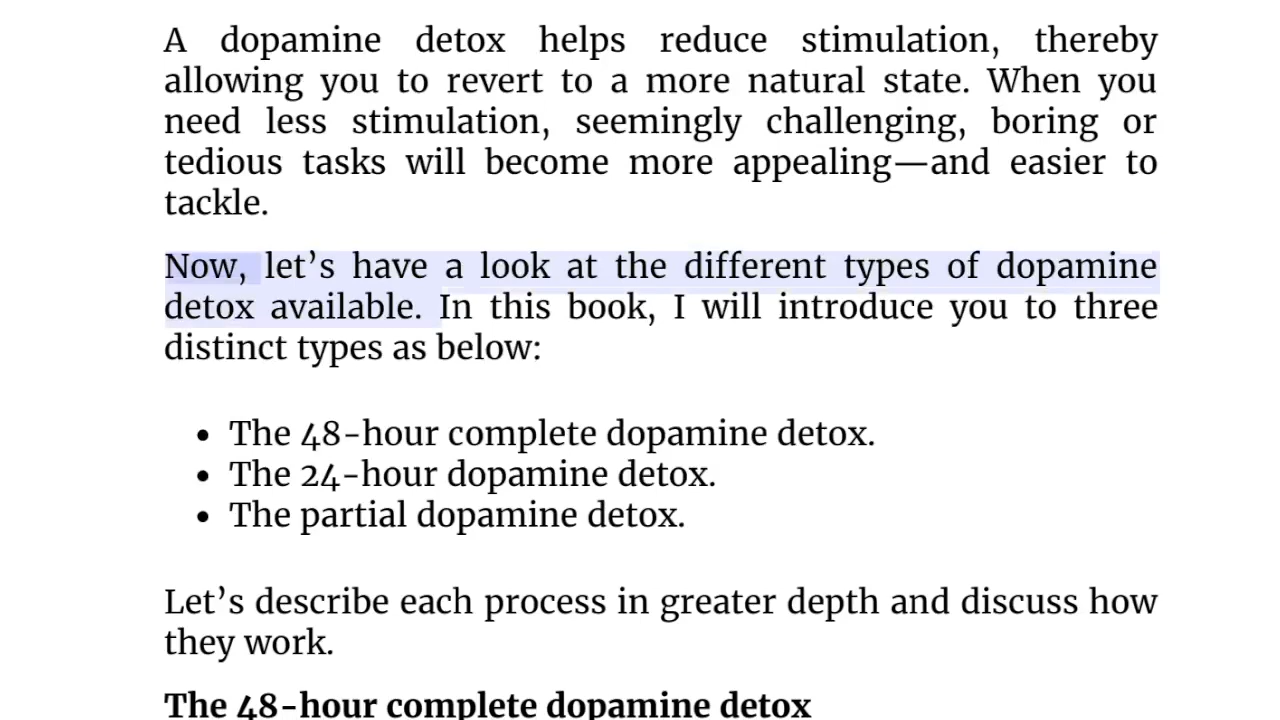 A dopamine detox helps reduce stimulation, thereby
allowing you to revert to a more natural state. When you
need less stimulation, seemingly challenging, boring or
tedious tasks will become more appealing—and easier to
tackle.
Now, let’s have a look at the different types of dopamine
detox available. In this book, I will introduce you to three
distinct types as below:
• The 48-hour complete dopamine detox.
• The 24-hour dopamine detox.
• The partial dopamine detox.
Let’s describe each process in greater depth and discuss how
they work.
The 48-hour complete dopamine detox